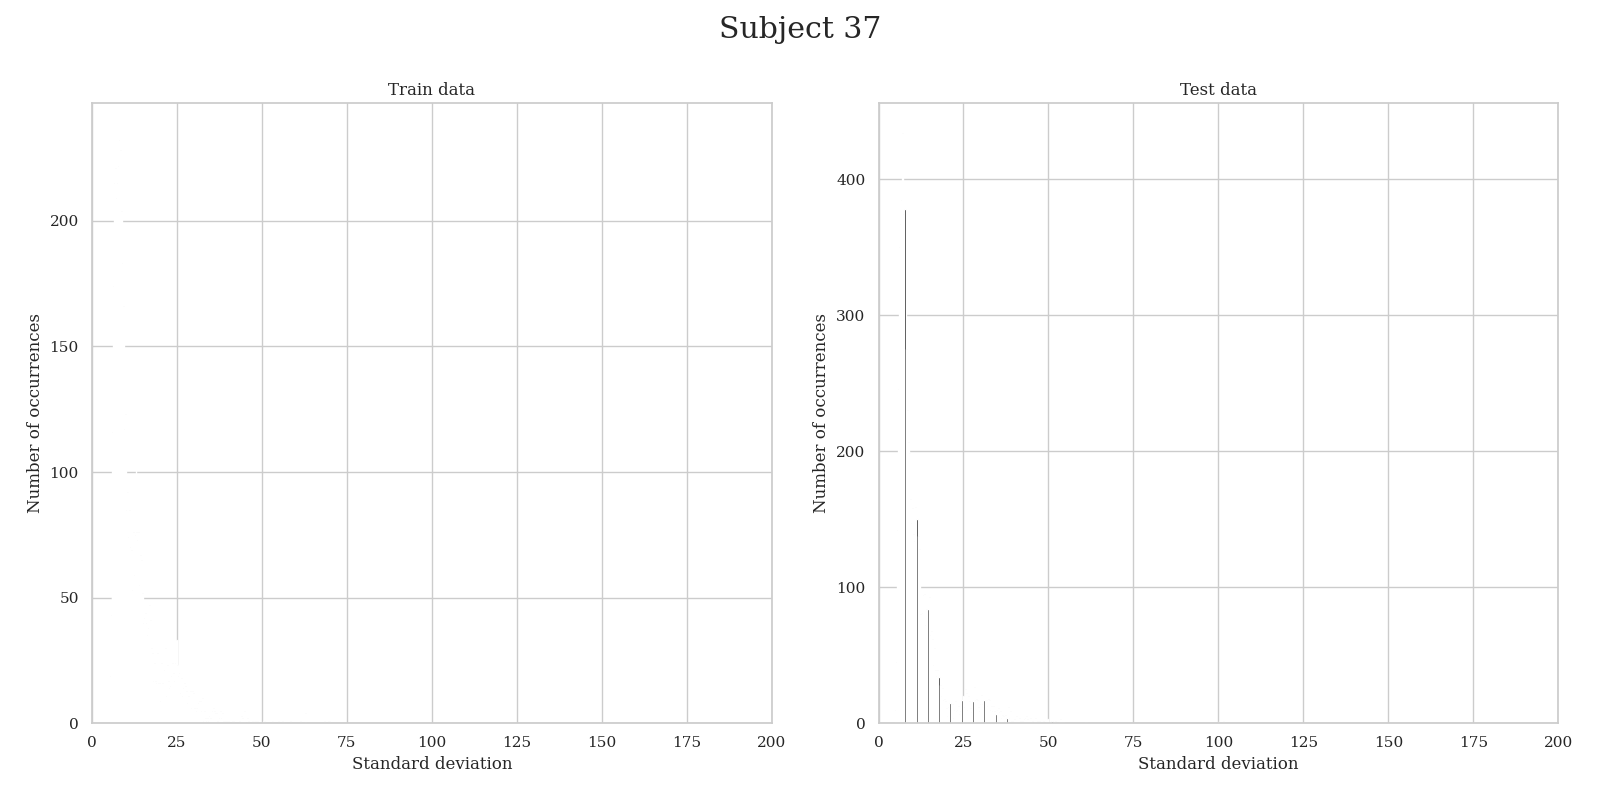 Subject 37
Train data
Number of occurrences
200
150
100
50
0
0 25 50 75 100 125 150 175 200
Standard deviation
Test data
Number of occurrences
400
300
200
100
0
0 25 50 75 100 125 150 175 200
Standard deviation